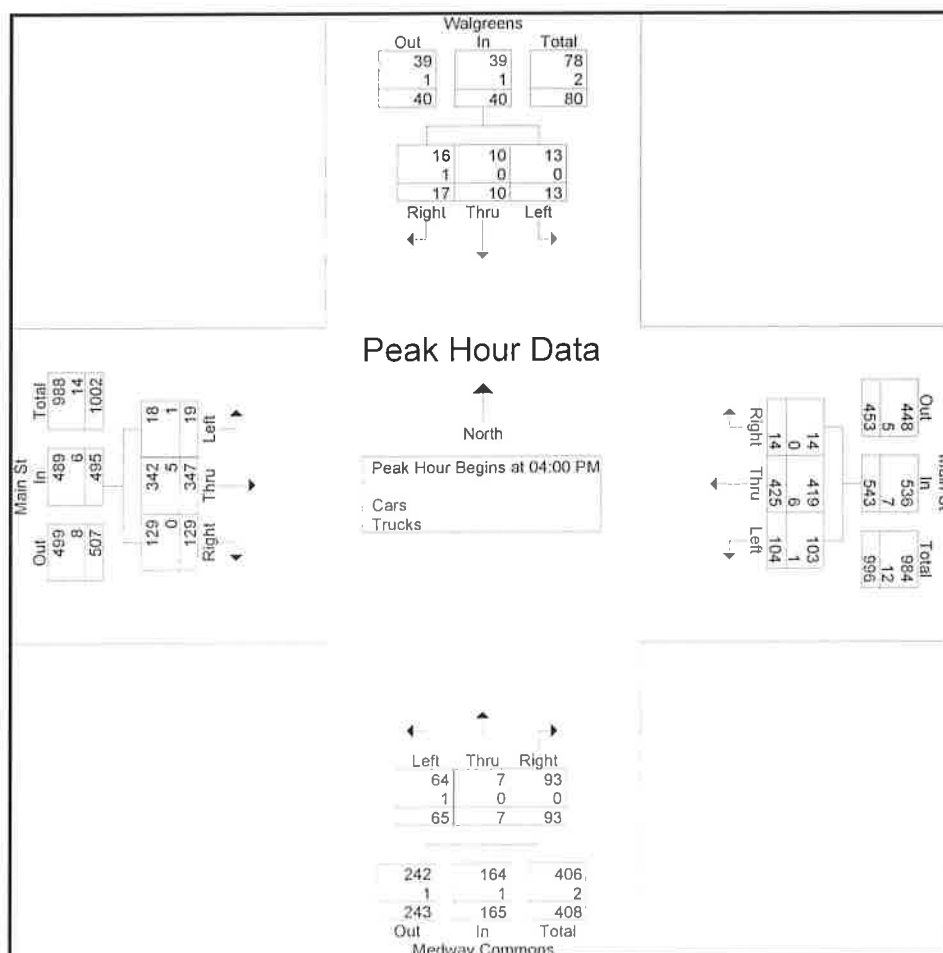 Walgreens
Out In Total
39 39 78
1 1 2
40 40 80
16 10 13
1 0 0
17 10 13
Right Thru Left
Peak Hour Data
North
Peak Hour Begins at 04:00 PM
Cars
Trucks
Main St
Out In Total
499 489 988
8 6 14
507 495 1002
Right Thru Left
129 342 18
0 5 1
129 347 19
Main St
Out In Total
448 536 984
5 7 12
453 543 996
14 419 103
0 6 1
14 425 104
Right Thru Left
Left Thru Right
64 7 93
1 0 0
65 7 93
242 164 406
1 1 2
243 165 408
Out In Total
Medway Commons